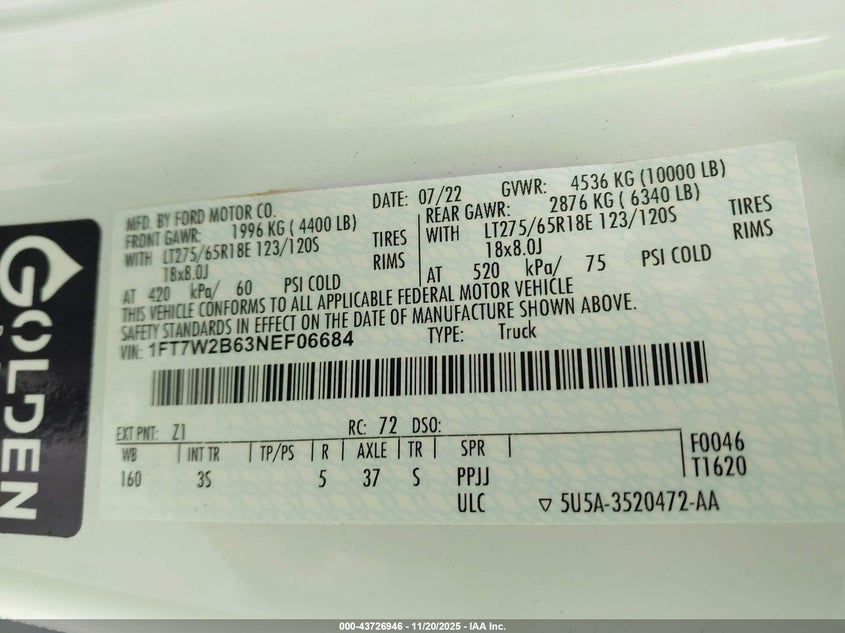 GOLDEN
MFD. BY FORD MOTOR CO. DATE: 07/22 GVWR: 4536 KG (10000 LB)
FRONT GAWR: 1996 KG ( 4400 LB) REAR GAWR: 2876 KG ( 6340 LB)
WITH LT275/65R18E 123/120S TIRES WITH LT275/65R18E 123/120S TIRES
18x8.0J RIMS 18x8.0J RIMS
AT 420 kPa/ 60 PSI COLD AT 520 kPa/ 75 PSI COLD
THIS VEHICLE CONFORMS TO ALL APPLICABLE FEDERAL MOTOR VEHICLE
SAFETY STANDARDS IN EFFECT ON THE DATE OF MANUFACTURE SHOWN ABOVE.
VIN: 1FT7W2B63NEF06684 TYPE: Truck
EXT PNT: Z1 RC: 72 DSO:
WB INT TR TP/PS R AXLE TR SPR F0046
160 3S 5 37 S PPJJ T1620
ULC ▽ 5U5A-3520472-AA
000-43726946 - 11/20/2025 - IAA Inc.